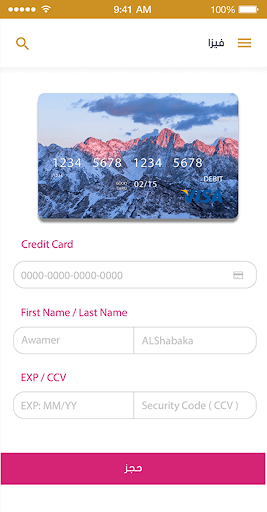 9:41 AM
100%
فيزا
1234 5678 1234 5678
1234
GOOD THRU 02/15
DEBIT
VISA
Credit Card
0000-0000-0000-0000
First Name / Last Name
Awamer
ALShabaka
EXP / CCV
EXP: MM/YY
Security Code ( CCV )
حجز